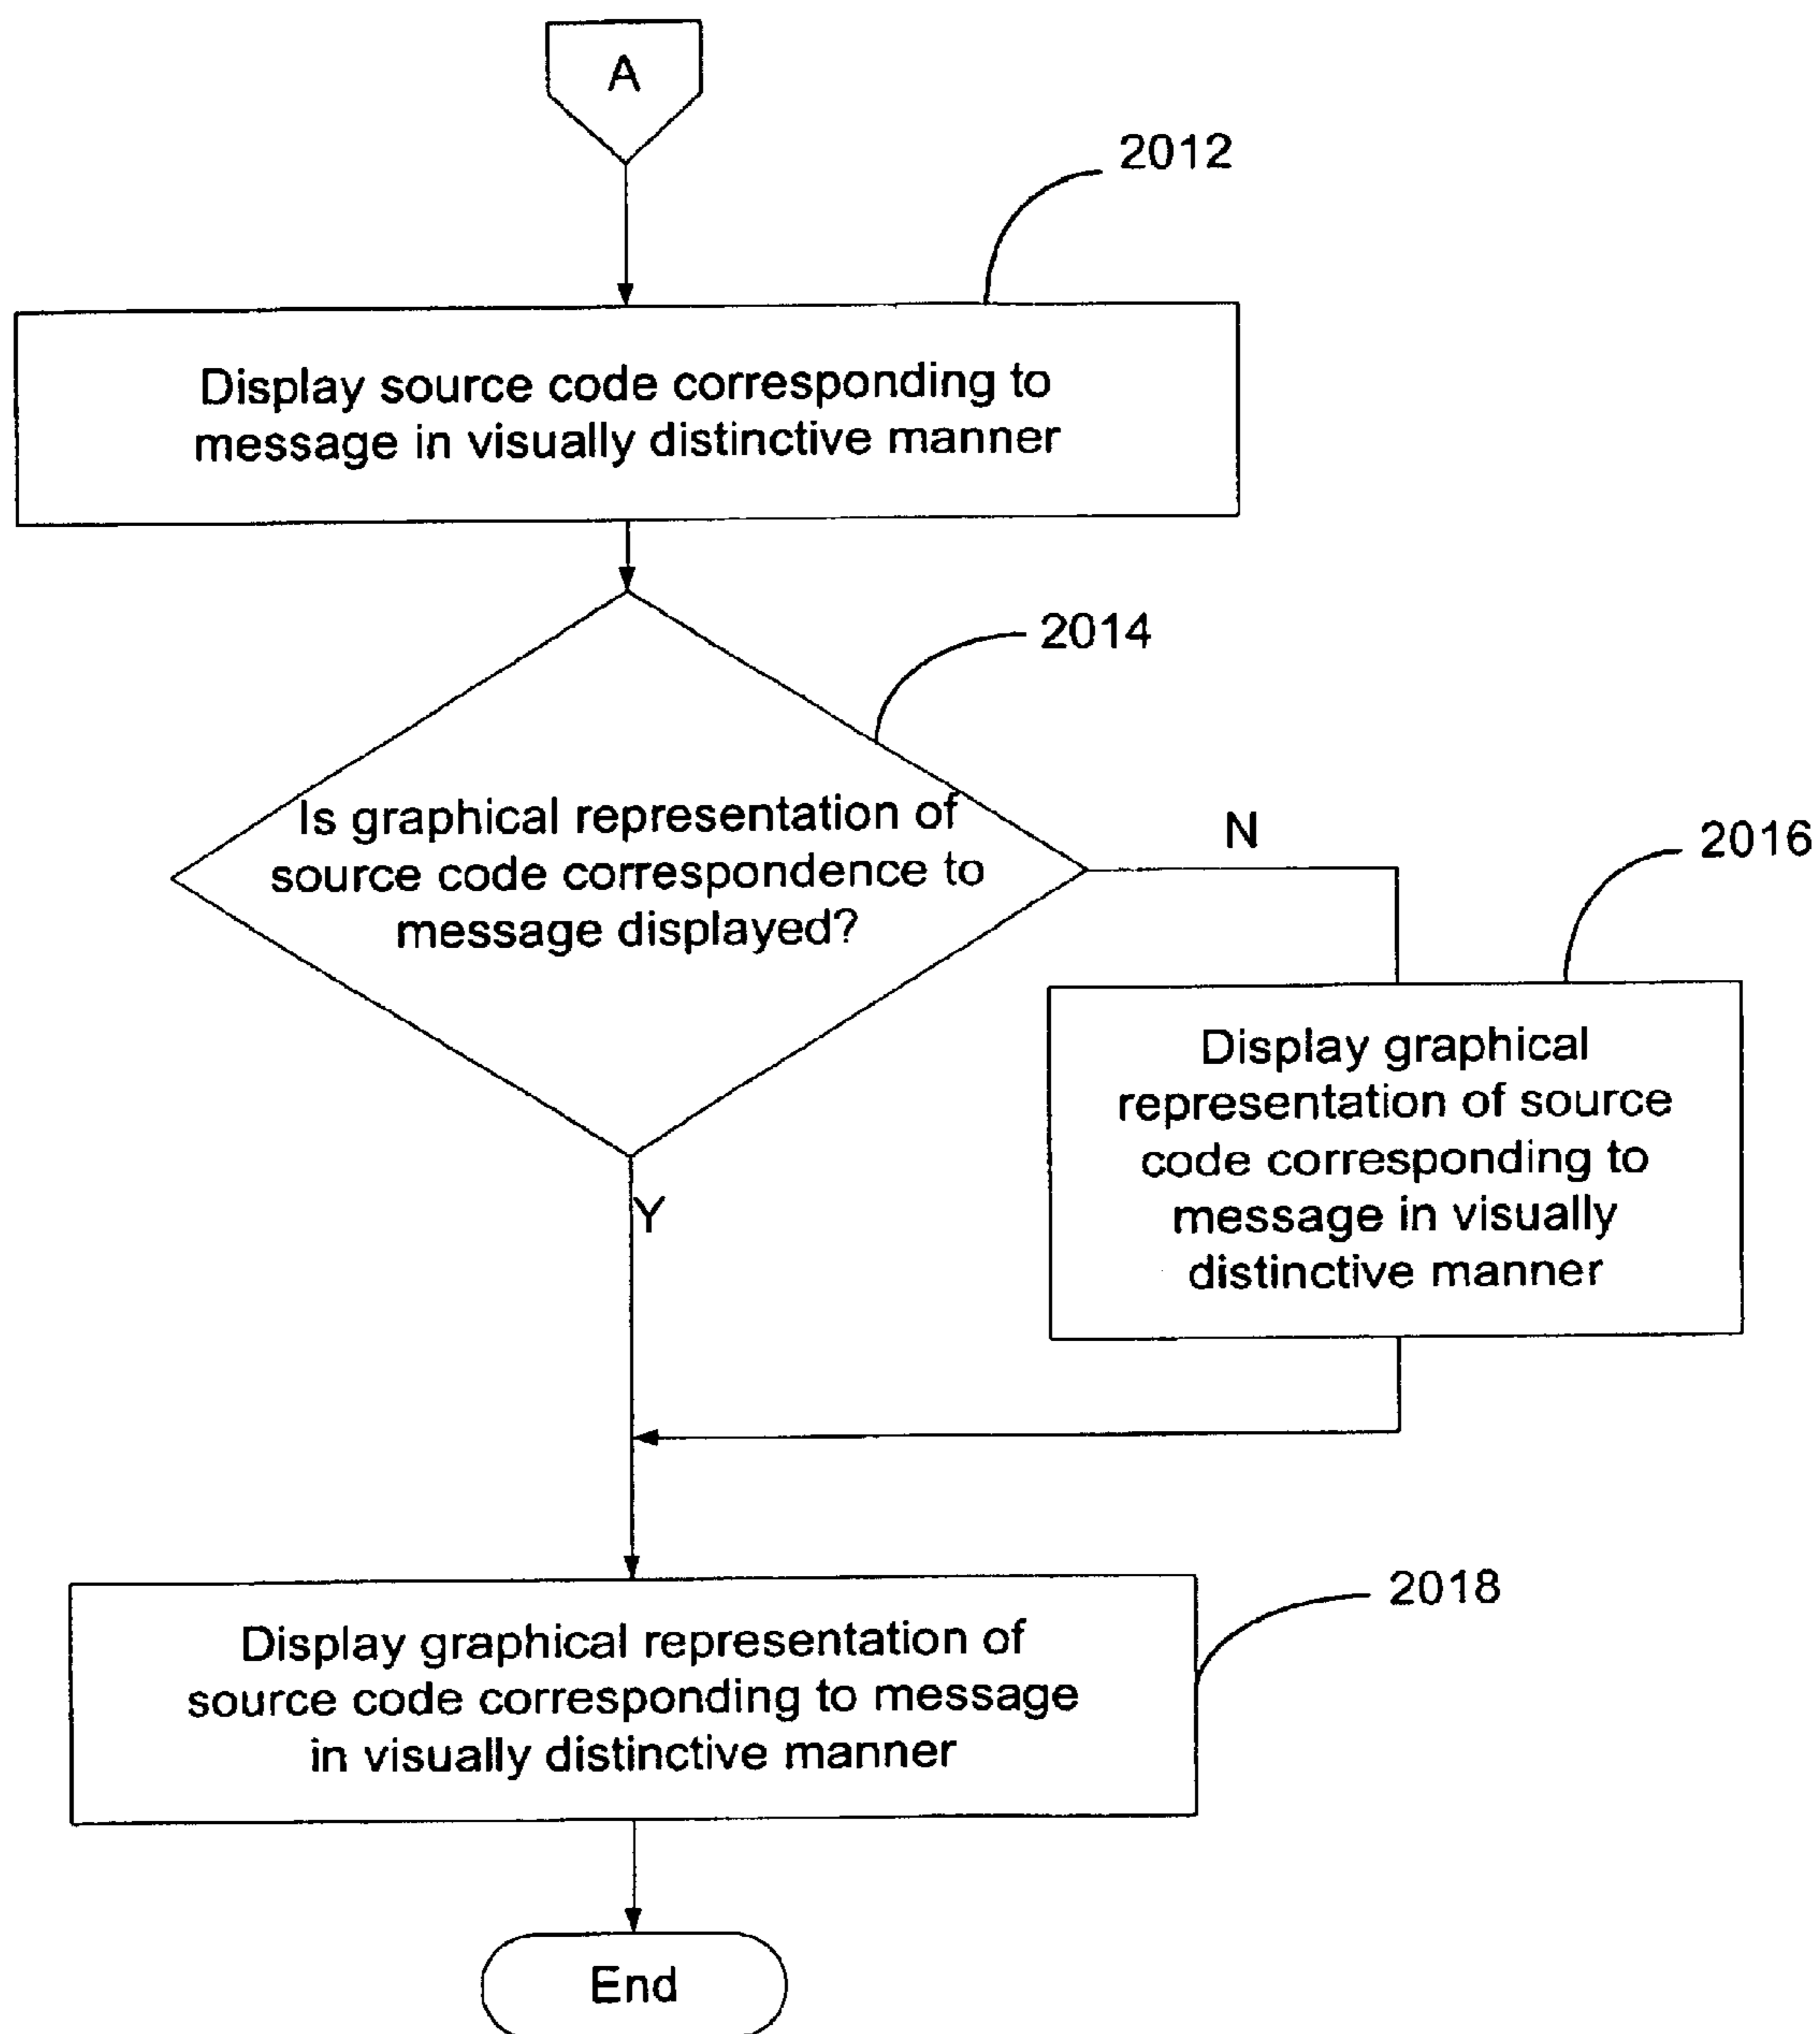 A
2012
Display source code corresponding to
message in visually distinctive manner
2014
Is graphical representation of
source code correspondence to
message displayed?
N
2016
Display graphical
representation of source
code corresponding to
message in visually
distinctive manner
Y
2018
Display graphical representation of
source code corresponding to message
in visually distinctive manner
End